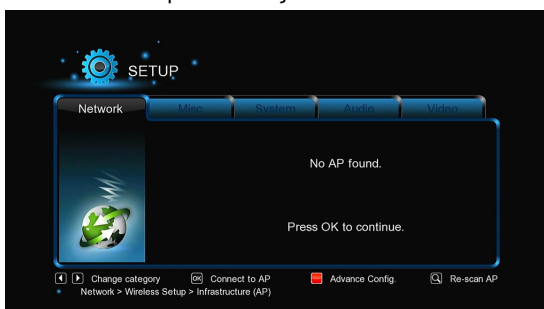 SETUP
Network Misc System Audio Video
No AP found.
Press OK to continue.
Change category OK Connect to AP Advance Config. Re-scan AP
Network > Wireless Setup > Infrastructure (AP)